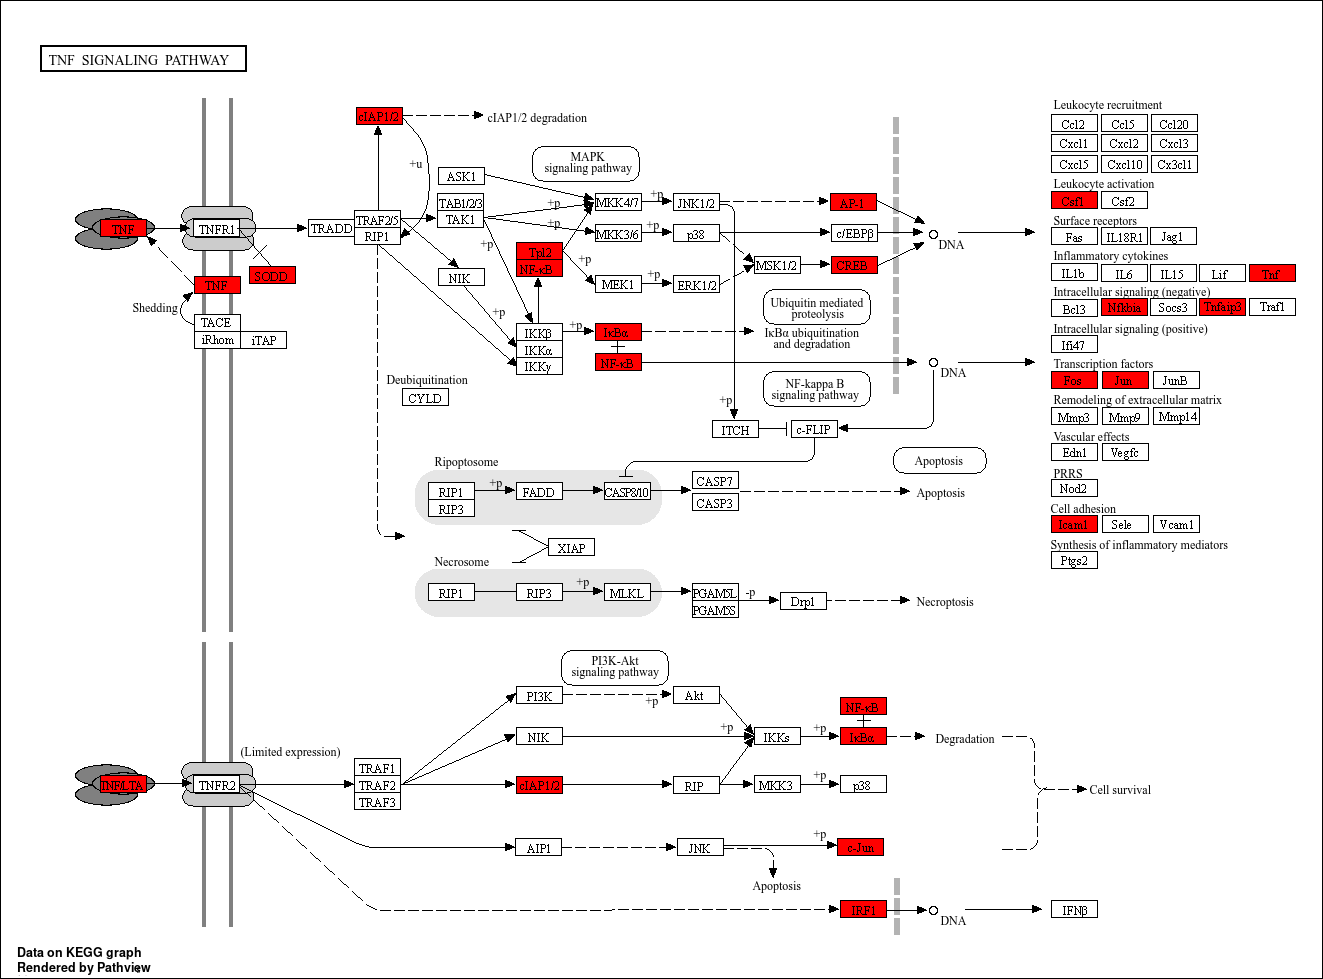 TNF SIGNALING PATHWAY
cIAP1/2
cIAP1/2 degradation
Leukocyte recruitment
Ccl2 Ccl5 Ccl20
Cxcl1 Cxcl2 Cxcl3
Cxcl5 Cxcl10 Cx3cl1
MAPK
signaling pathway
+u
ASK1
Leukocyte activation
Csf1 Csf2
TAB1/2/3
TAK1
+p
+p
MKK4/7
+p
JNK1/2
AP-1
TNF
TNFR1
TRADD
TRAF2/5
RIP1
MKK3/6
+p
p38
c/EBPβ
DNA
Surface receptors
Fas IL18R1 Jag1
+p
Tpl2
NF-κB
+p
MSK1/2
CREB
Inflammatory cytokines
IL1b IL6 IL15 Lif Tnf
SODD
TNF
NIK
MEK1
+p
ERK1/2
Intracellular signaling (negative)
Bcl3 Nfkbia Socs3 Tnfaip3 Traf1
Shedding
TACE
iRhom iTAP
+p
Ubiquitin mediated
proteolysis
IKKβ
IKKα
IKKγ
+p
IκBα
NF-κB
IκBα ubiquitination
and degradation
Intracellular signaling (positive)
Ifi47
DNA
Transcription factors
Fos Jun JunB
Deubiquitination
CYLD
NF-kappa B
signaling pathway
+p
Remodeling of extracellular matrix
Mmp3 Mmp9 Mmp14
ITCH
c-FLIP
Vascular effects
Edn1 Vegfc
Ripoptosome
Apoptosis
PRRS
Nod2
RIP1
RIP3
+p
FADD
CASP8/10
CASP7
CASP3
Apoptosis
Cell adhesion
Icam1 Sele Vcam1
XIAP
Synthesis of inflammatory mediators
Ptgs2
Necrosome
RIP1
RIP3
+p
MLKL
PGAM5L
PGAM5S
-p
Drp1
Necroptosis
PI3K-Akt
signaling pathway
PI3K
+p
Akt
NF-κB
NIK
+p
IKKs
+p
IκBα
Degradation
(Limited expression)
TNF/LTA
TNFR2
TRAF1
TRAF2
TRAF3
cIAP1/2
RIP
MKK3
+p
p38
Cell survival
AIP1
JNK
+p
c-Jun
Apoptosis
IRF1
DNA
IFNβ
Data on KEGG graph
Rendered by Pathview